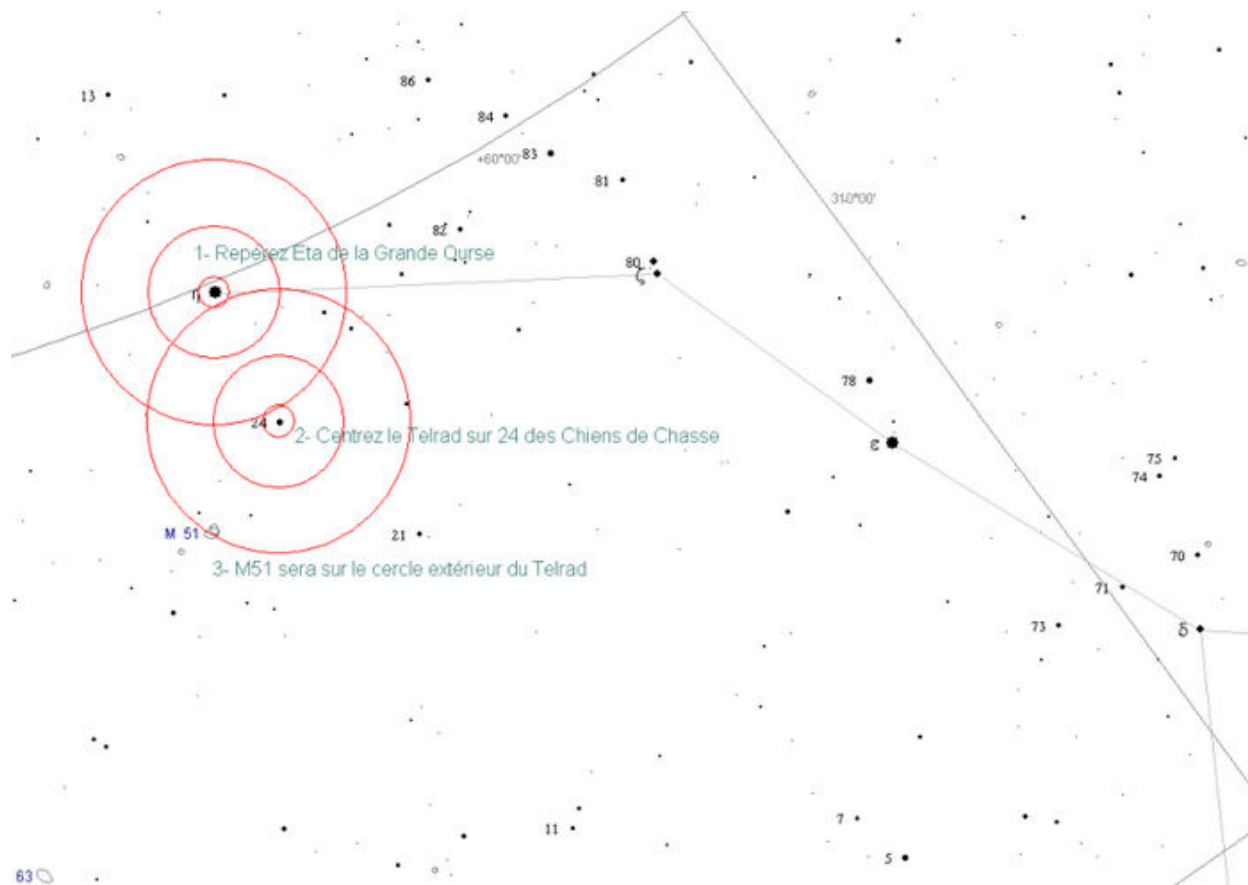 86
13
84
83
+60°00'
81
310°00'
82
1- Repérez Eta de la Grande Ourse
80
ζ
η
78
24
2- Centrez le Telrad sur 24 des Chiens de Chasse
ε
75
74
M 51
21
3- M51 sera sur le cercle extérieur du Telrad
70
71
73
δ
11
7
5
63